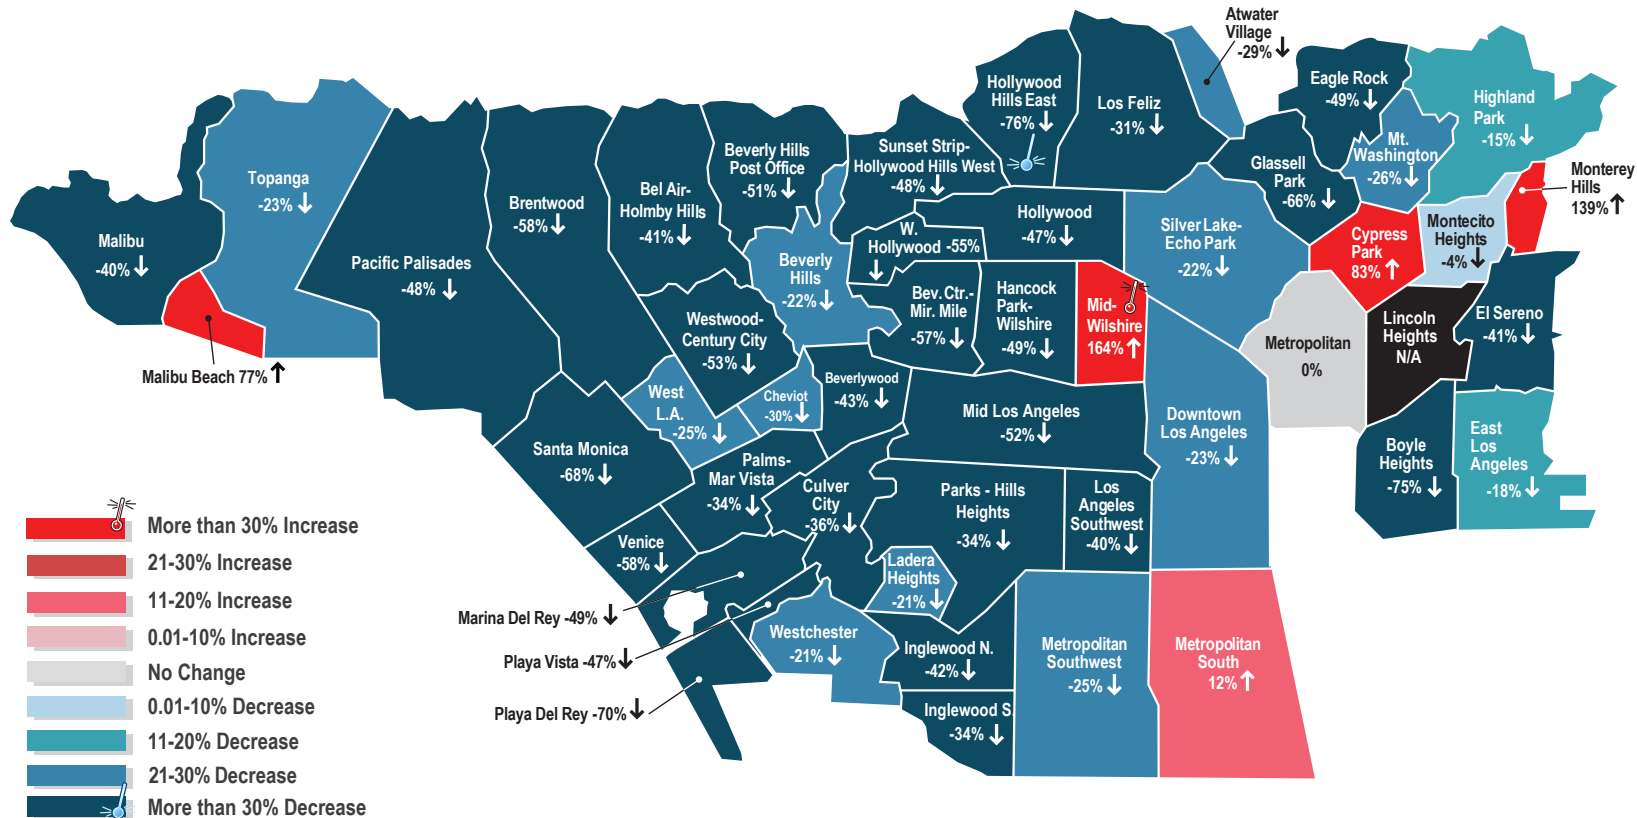 Atwater
Village
-29%
Hollywood
Hills East
-76%
Los Feliz
-31%
Eagle Rock
-49%
Highland
Park
-15%
Mt.
Washington
-26%
Glassell
Park
-66%
Monterey
Hills
139%
Topanga
-23%
Beverly Hills
Post Office
-51%
Sunset Strip-
Hollywood Hills West
-48%
Brentwood
-58%
Bel Air-
Holmby Hills
-41%
Malibu
-40%
Pacific Palisades
-48%
Beverly
Hills
-22%
W.
Hollywood -55%
Hollywood
-47%
Silver Lake-
Echo Park
-22%
Cypress
Park
83%
Montecito
Heights
-4%
Westwood-
Century City
-53%
Bev. Ctr.-
Mir. Mile
-57%
Hancock
Park-
Wilshire
-49%
Mid-
Wilshire
164%
Metropolitan
0%
Lincoln
Heights
N/A
El Sereno
-41%
Malibu Beach 77%
West
L.A.
-25%
Cheviot
-30%
Beverlywood
-43%
Mid Los Angeles
-52%
Downtown
Los Angeles
-23%
Boyle
Heights
-75%
East
Los
Angeles
-18%
Santa Monica
-68%
Palms-
Mar Vista
-34%
Culver
City
-36%
Parks - Hills
Heights
-34%
Los
Angeles
Southwest
-40%
Venice
-58%
Ladera
Heights
-21%
Marina Del Rey -49%
Playa Vista -47%
Playa Del Rey -70%
Westchester
-21%
Inglewood N.
-42%
Inglewood S.
-34%
Metropolitan
Southwest
-25%
Metropolitan
South
12%
More than 30% Increase
21-30% Increase
11-20% Increase
0.01-10% Increase
No Change
0.01-10% Decrease
11-20% Decrease
21-30% Decrease
More than 30% Decrease